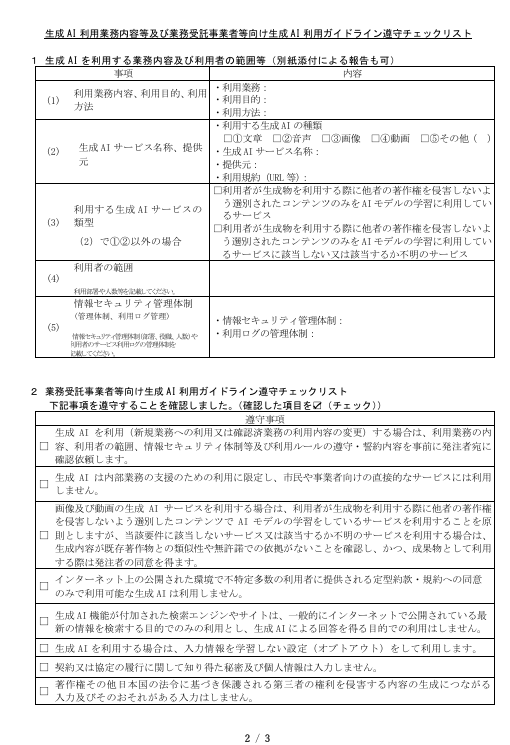 生成 AI 利用業務内容等及び業務受託事業者等向け生成 AI 利用ガイドライン遵守チェックリスト
1 生成 AI を利用する業務内容及び利用者の範囲等（別紙添付による報告も可）
事項 内容
(1) 利用業務内容、利用目的、利用
方法
・利用業務：
・利用目的：
・利用方法：
(2) 生成 AI サービス名称、提供
元
・利用する生成 AI の種類
□①文章 □②音声 □③画像 □④動画 □⑤その他（ ）
・生成 AI サービス名称：
・提供元：
・利用規約（URL 等）：
(3) 利用する生成 AI サービスの
類型
（2）で①②以外の場合
□利用者が生成物を利用する際に他者の著作権を侵害しないよ
う選別されたコンテンツのみを AI モデルの学習に利用してい
るサービス
□利用者が生成物を利用する際に他者の著作権を侵害しないよ
う選別されたコンテンツのみを AI モデルの学習に利用してい
るサービスに該当しない又は該当するか不明のサービス
(4) 利用者の範囲
利用部署や人数等を記載してください。
(5) 情報セキュリティ管理体制
（管理体制、利用ログ管理）
情報セキュリティ管理体制(部署、役職、人数)や
利用者のサービス利用ログの管理体制を
記載してください。
・情報セキュリティ管理体制：
・利用ログの管理体制：
2 業務受託事業者等向け生成 AI 利用ガイドライン遵守チェックリスト
下記事項を遵守することを確認しました。（確認した項目を☑（チェック））
遵守事項
□ 生成 AI を利用（新規業務への利用又は確認済業務の利用内容の変更）する場合は、利用業務の内
容、利用者の範囲、情報セキュリティ体制等及び利用ルールの遵守・誓約内容を事前に発注者宛に
確認依頼します。
□ 生成 AI は内部業務の支援のための利用に限定し、市民や事業者向けの直接的なサービスには利用
しません。
□ 画像及び動画の生成 AI サービスを利用する場合は、利用者が生成物を利用する際に他者の著作権
を侵害しないよう選別したコンテンツで AI モデルの学習をしているサービスを利用することを原
則としますが、当該要件に該当しないサービス又は該当するか不明のサービスを利用する場合は、
生成内容が既存著作物との類似性や無許諾での依拠がないことを確認し、かつ、成果物として利用
する際は発注者の同意を得ます。
□ インターネット上の公開された環境で不特定多数の利用者に提供される定型約款・規約への同意
のみで利用可能な生成 AI は利用しません。
□ 生成 AI 機能が付加された検索エンジンやサイトは、一般的にインターネットで公開されている最
新の情報を検索する目的でのみの利用とし、生成 AI による回答を得る目的での利用はしません。
□ 生成 AI を利用する場合は、入力情報を学習しない設定（オプトアウト）をして利用します。
□ 契約又は協定の履行に関して知り得た秘密及び個人情報は入力しません。
□ 著作権その他日本国の法令に基づき保護される第三者の権利を侵害する内容の生成につながる
入力及びそのおそれがある入力はしません。
2 / 3